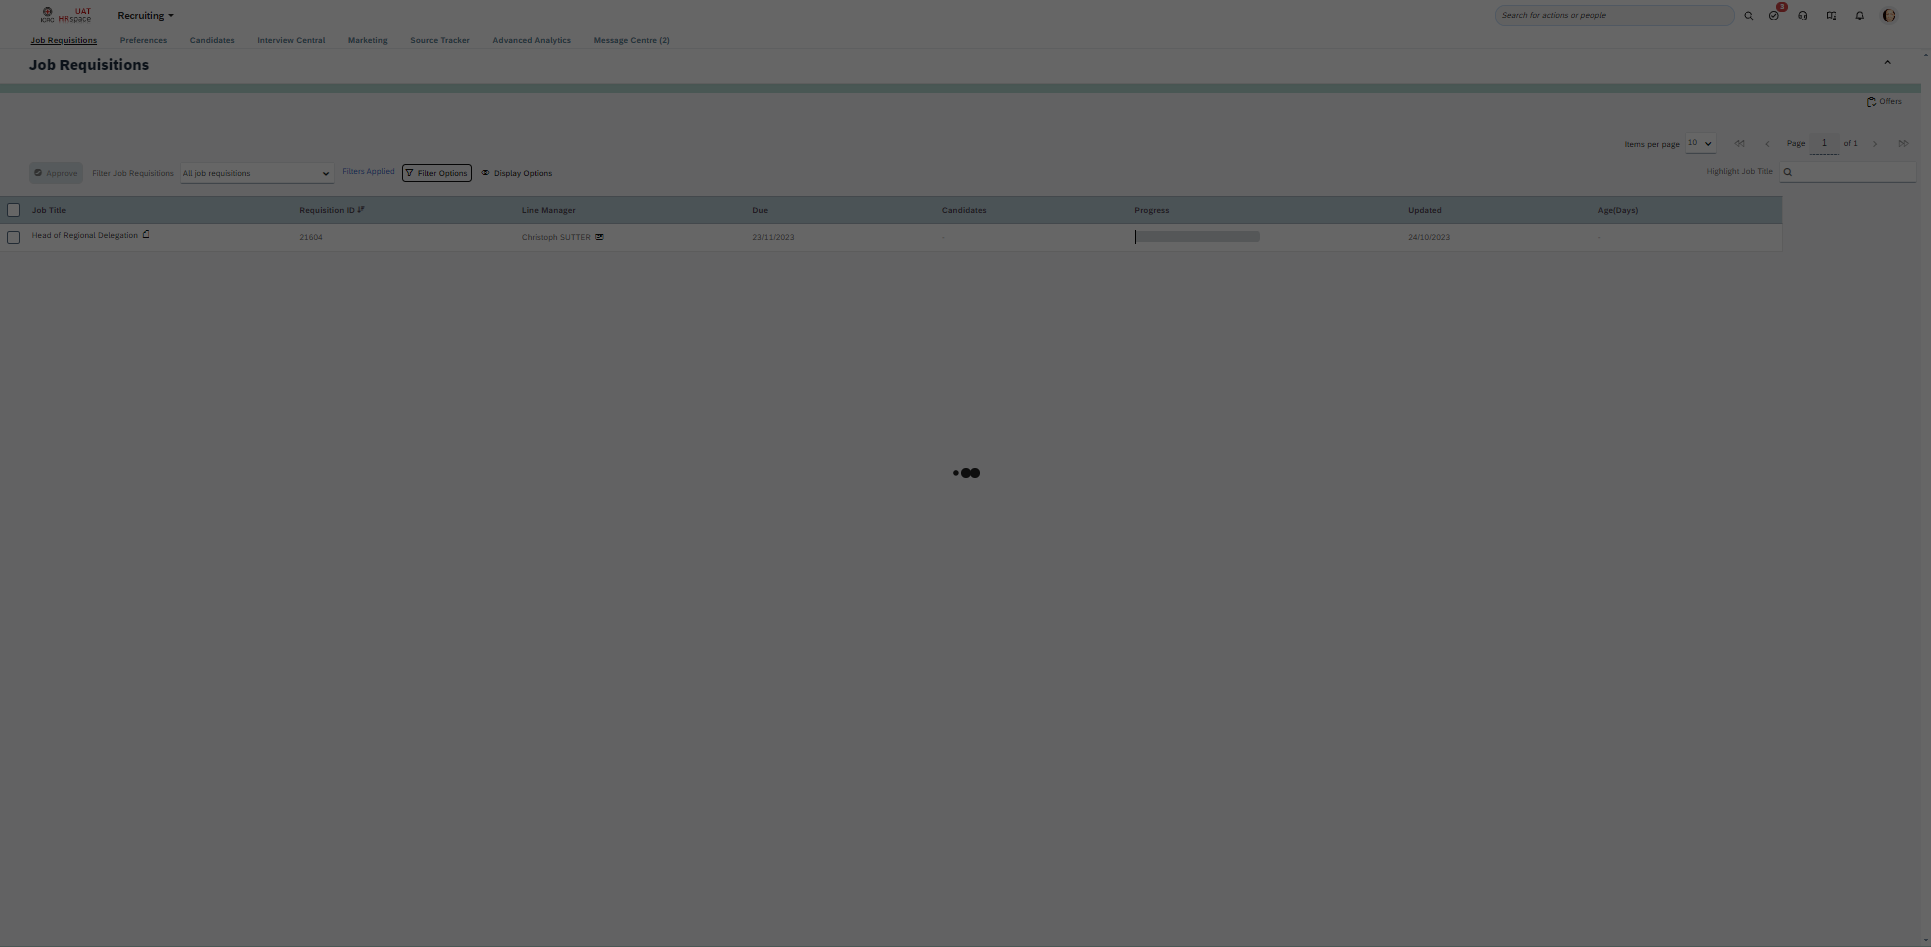 UAT
ICRC HRspace
Recruiting
Search for actions or people
3
Job Requisitions Preferences Candidates Interview Central Marketing Source Tracker Advanced Analytics Message Centre (2)
Job Requisitions
Offers
Items per page 10 Page 1 of 1
Approve Filter Job Requisitions All job requisitions Filters Applied Filter Options Display Options Highlight Job Title
Job Title Requisition ID Line Manager Due Candidates Progress Updated Age(Days)
Head of Regional Delegation 21604 Christoph SUTTER 23/11/2023 - 24/10/2023 -